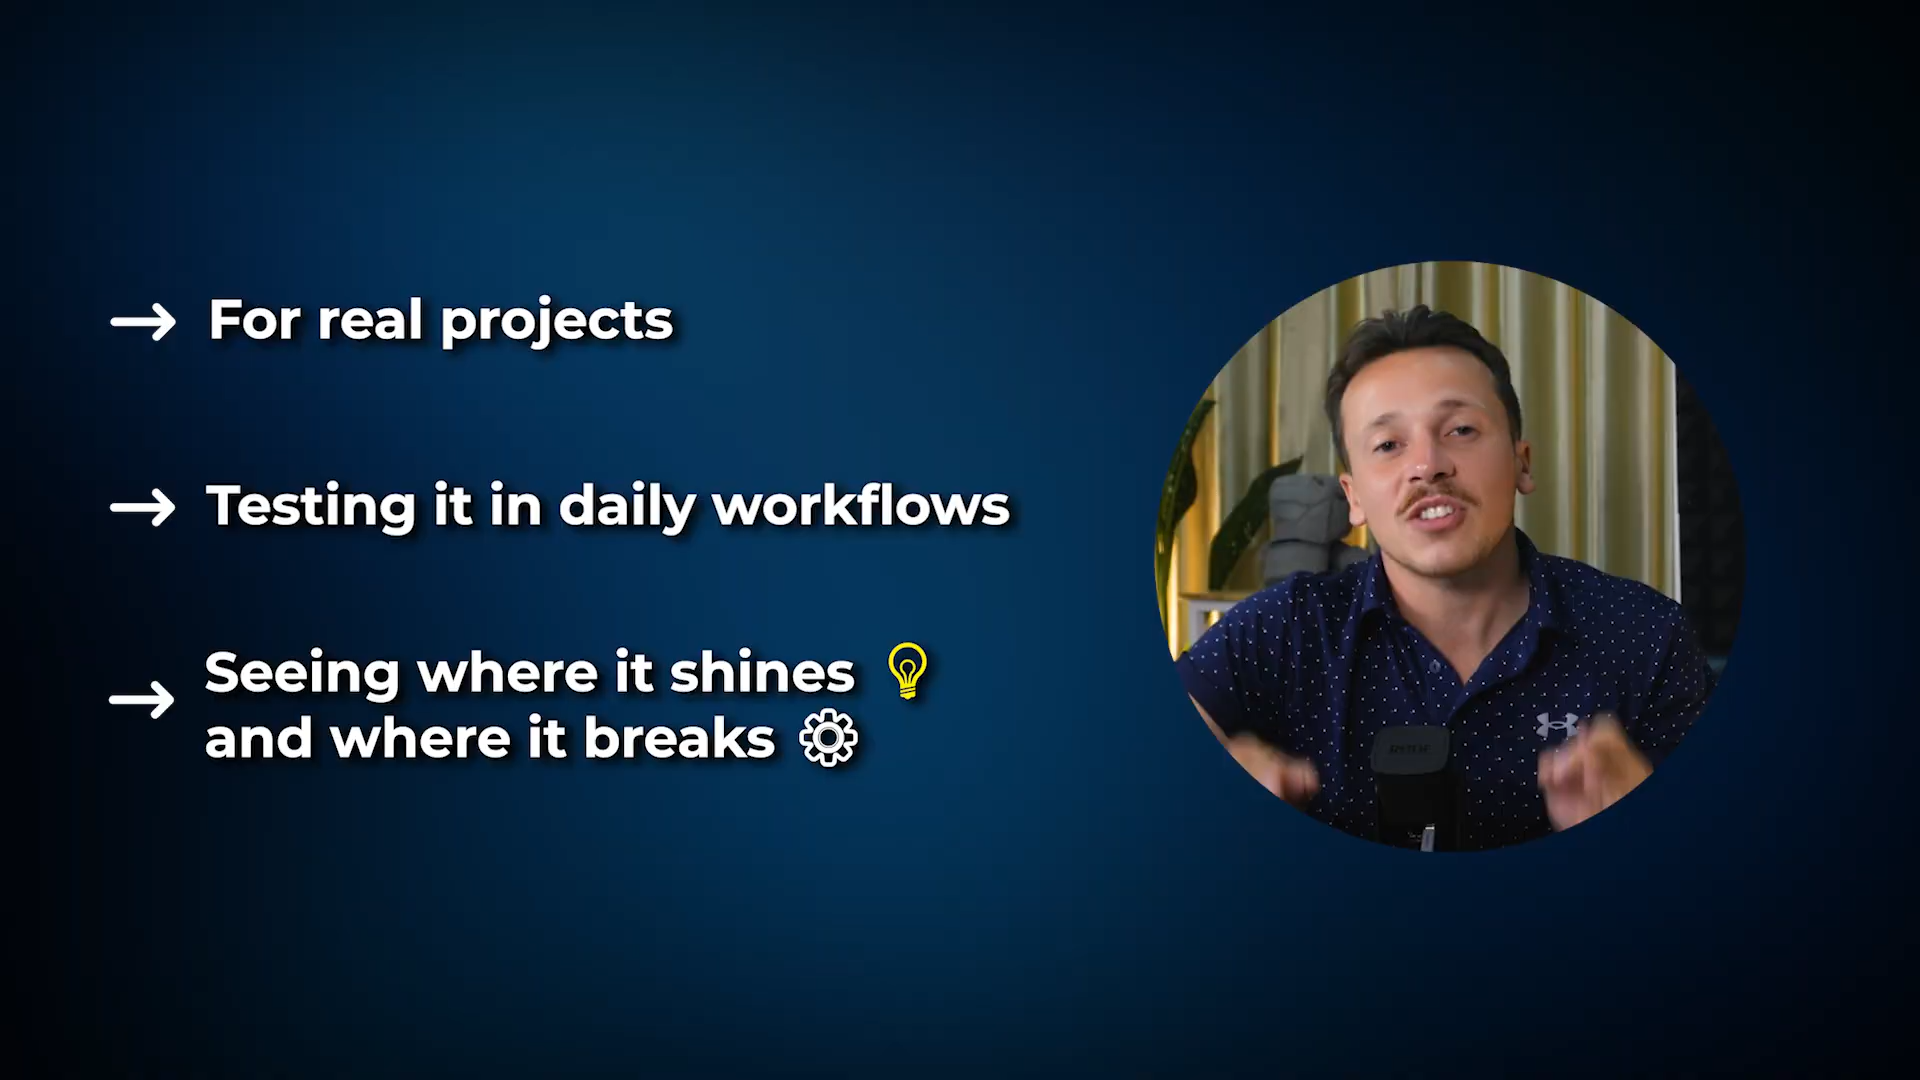 For real projects
Testing it in daily workflows
Seeing where it shines
and where it breaks